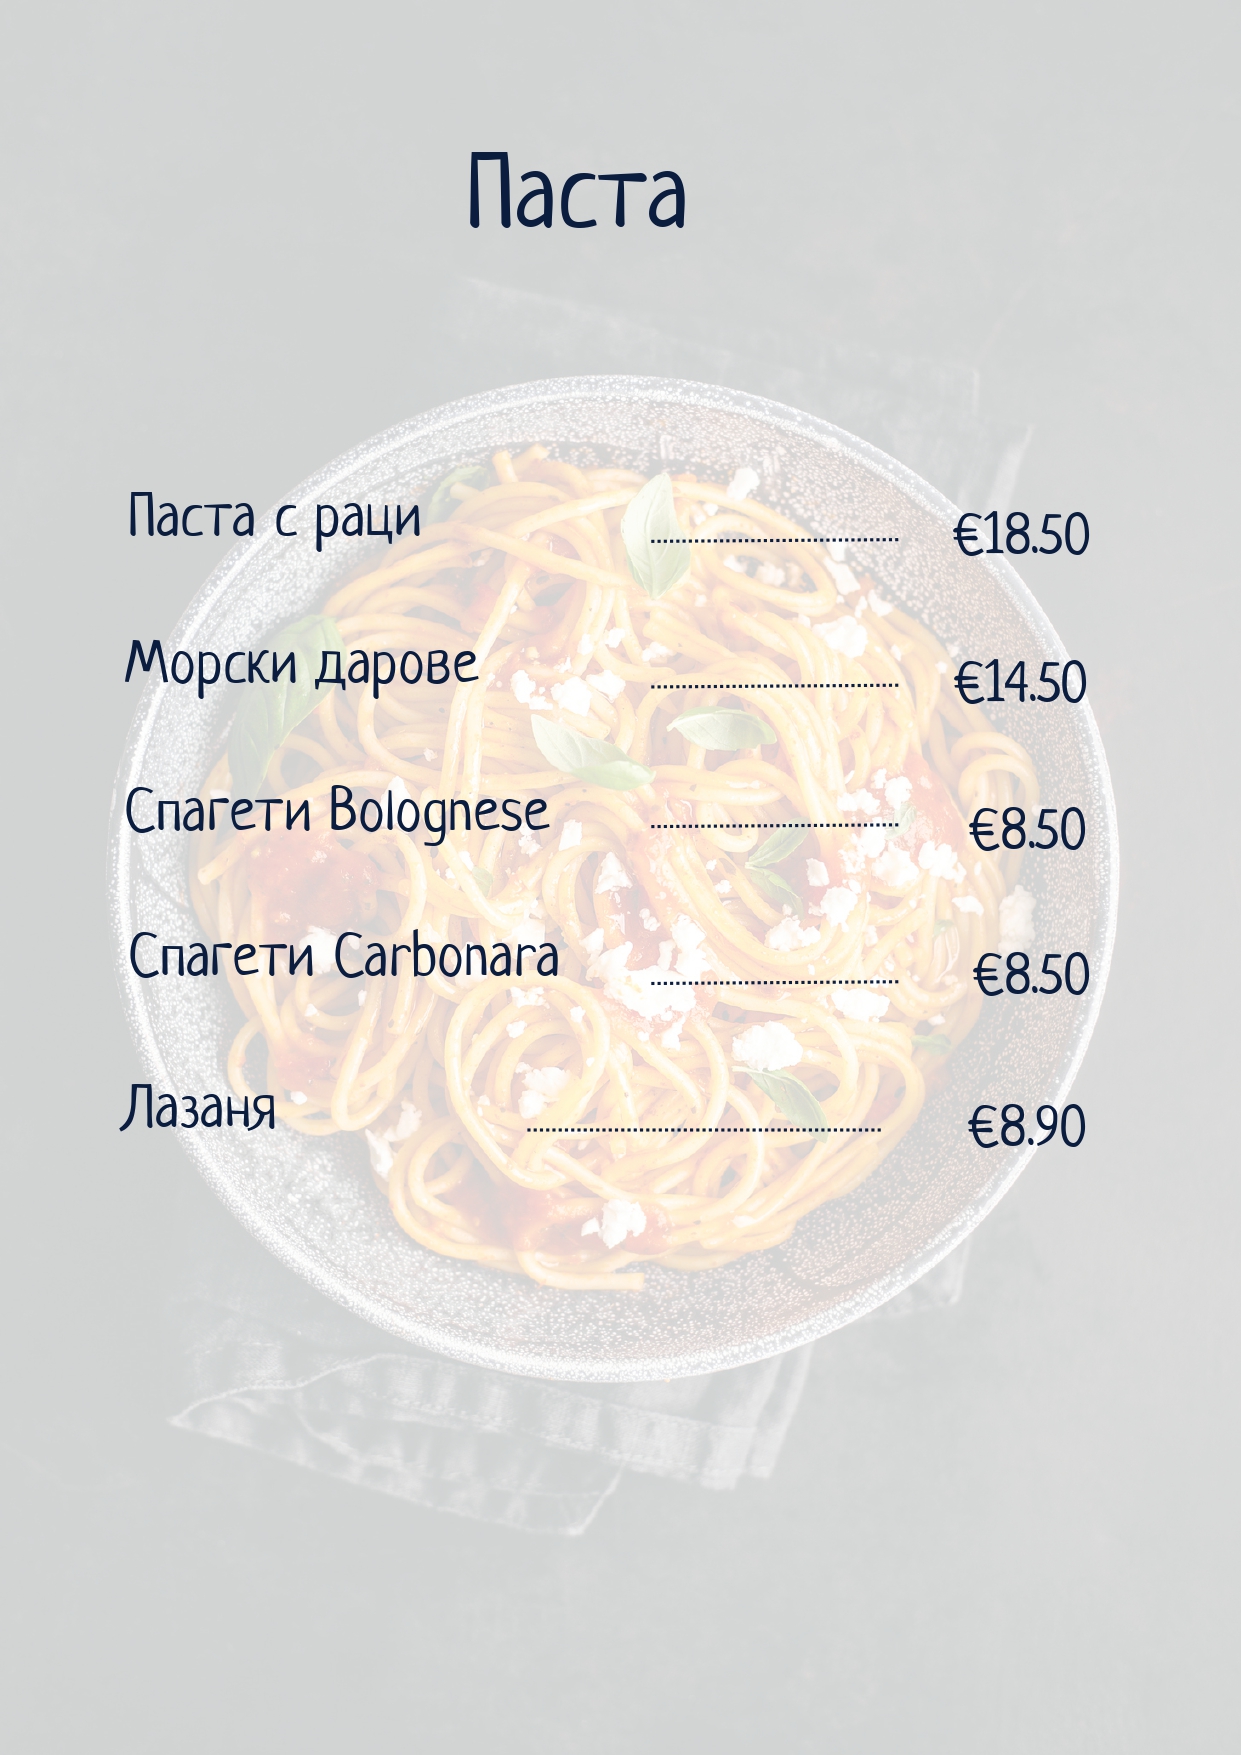 Паста
Паста с раци ........................................ €18.50
Морски дарове ........................................ €14.50
Спагети Bolognese ........................................ €8.50
Спагети Carbonara ........................................ €8.50
Лазаня ........................................................ €8.90